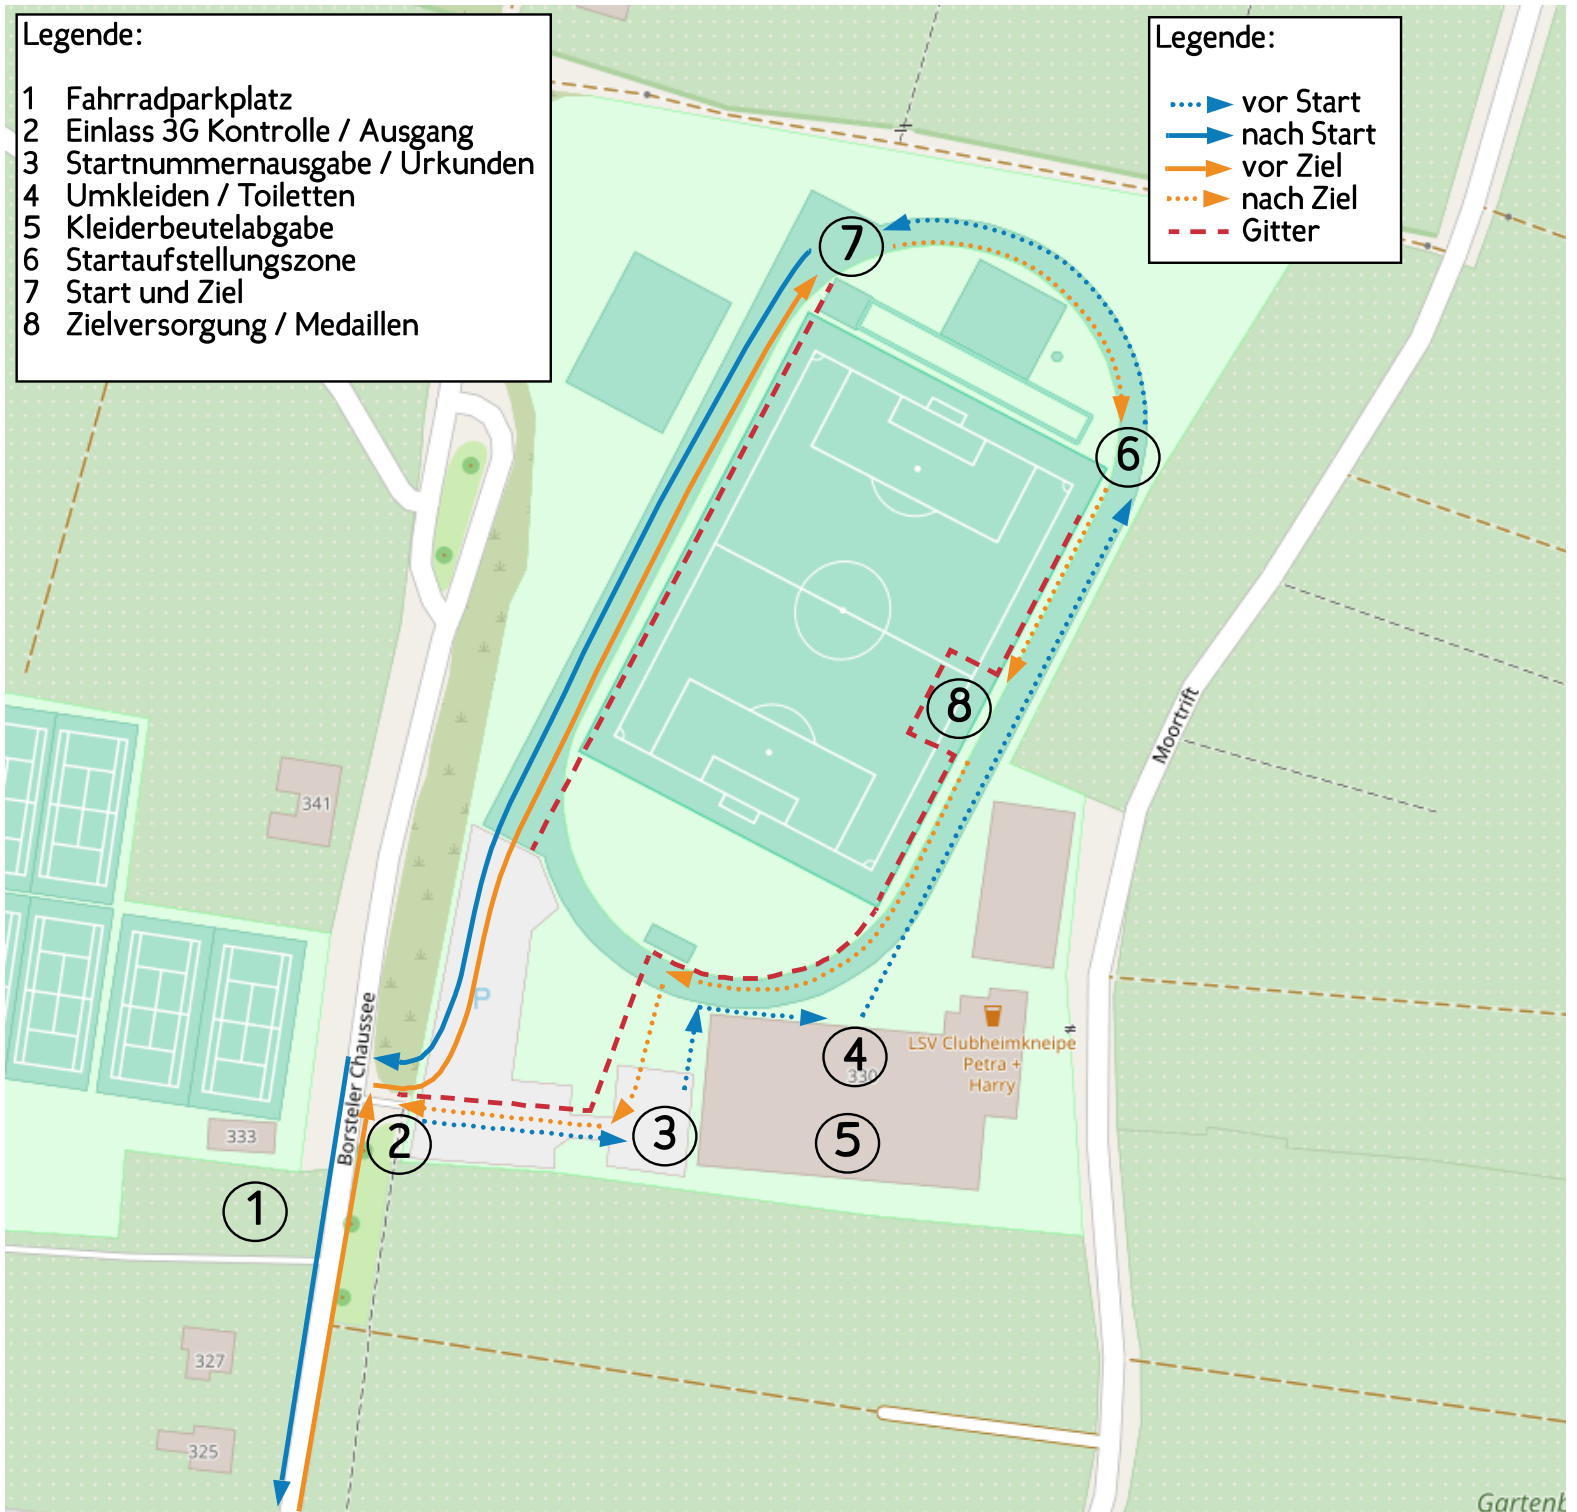 Legende:
1 Fahrradparkplatz
2 Einlass 3G Kontrolle / Ausgang
3 Startnummernausgabe / Urkunden
4 Umkleiden / Toiletten
5 Kleiderbeutelabgabe
6 Startaufstellungszone
7 Start und Ziel
8 Zielversorgung / Medaillen
Legende:
vor Start
nach Start
vor Ziel
nach Ziel
Gitter
7
6
8
Moortrift
341
P
Borsteler Chaussee
LSV Clubheimkneipe
Petra +
Harry
4
330
2
3
5
333
1
327
325